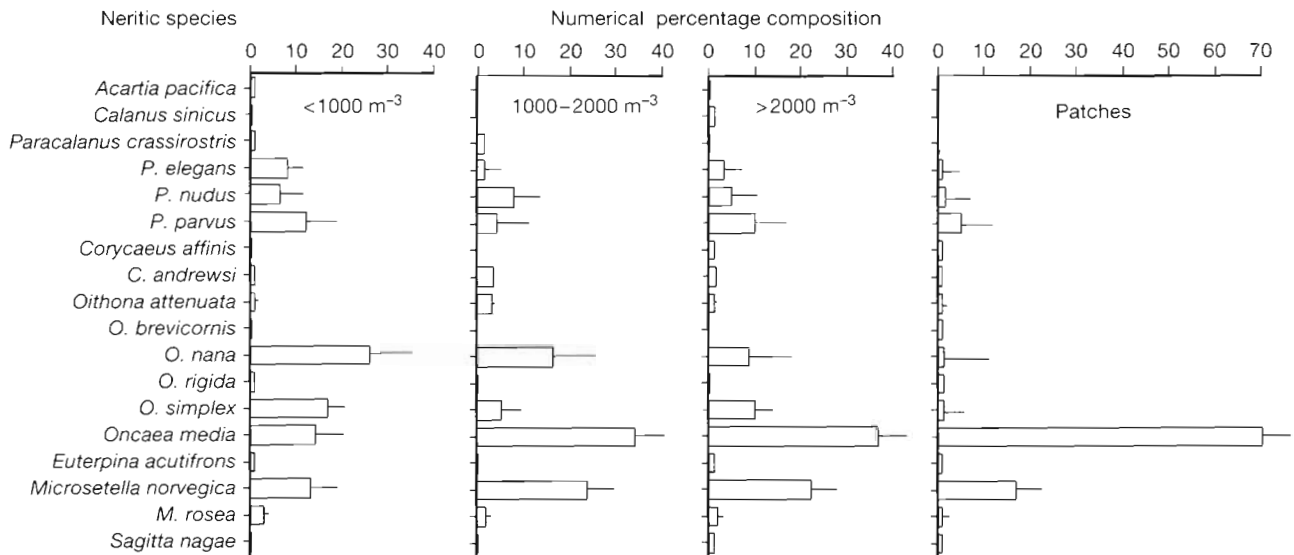 Neritic species
Numerical percentage composition
0 10 20 30 40
0 10 20 30 40
0 10 20 30 40
0 10 20 30 40 50 60 70
<1000 m⁻³
1000–2000 m⁻³
>2000 m⁻³
Patches
Acartia pacifica
Calanus sinicus
Paracalanus crassirostris
P. elegans
P. nudus
P. parvus
Corycaeus affinis
C. andrewsi
Oithona attenuata
O. brevicornis
O. nana
O. rigida
O. simplex
Oncaea media
Euterpina acutifrons
Microsetella norvegica
M. rosea
Sagitta nagae